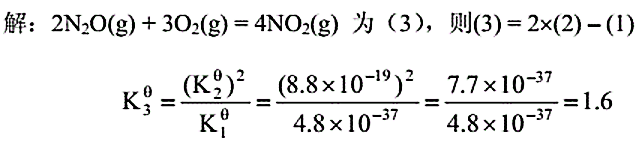 解：2N₂O(g) + 3O₂(g) = 4NO₂(g) 为（3），则(3) = 2×(2) – (1)
K₃^θ = (K₂^θ)² / K₁^θ = (8.8×10⁻¹⁹)² / 4.8×10⁻³⁷ = 7.7×10⁻³⁷ / 4.8×10⁻³⁷ = 1.6